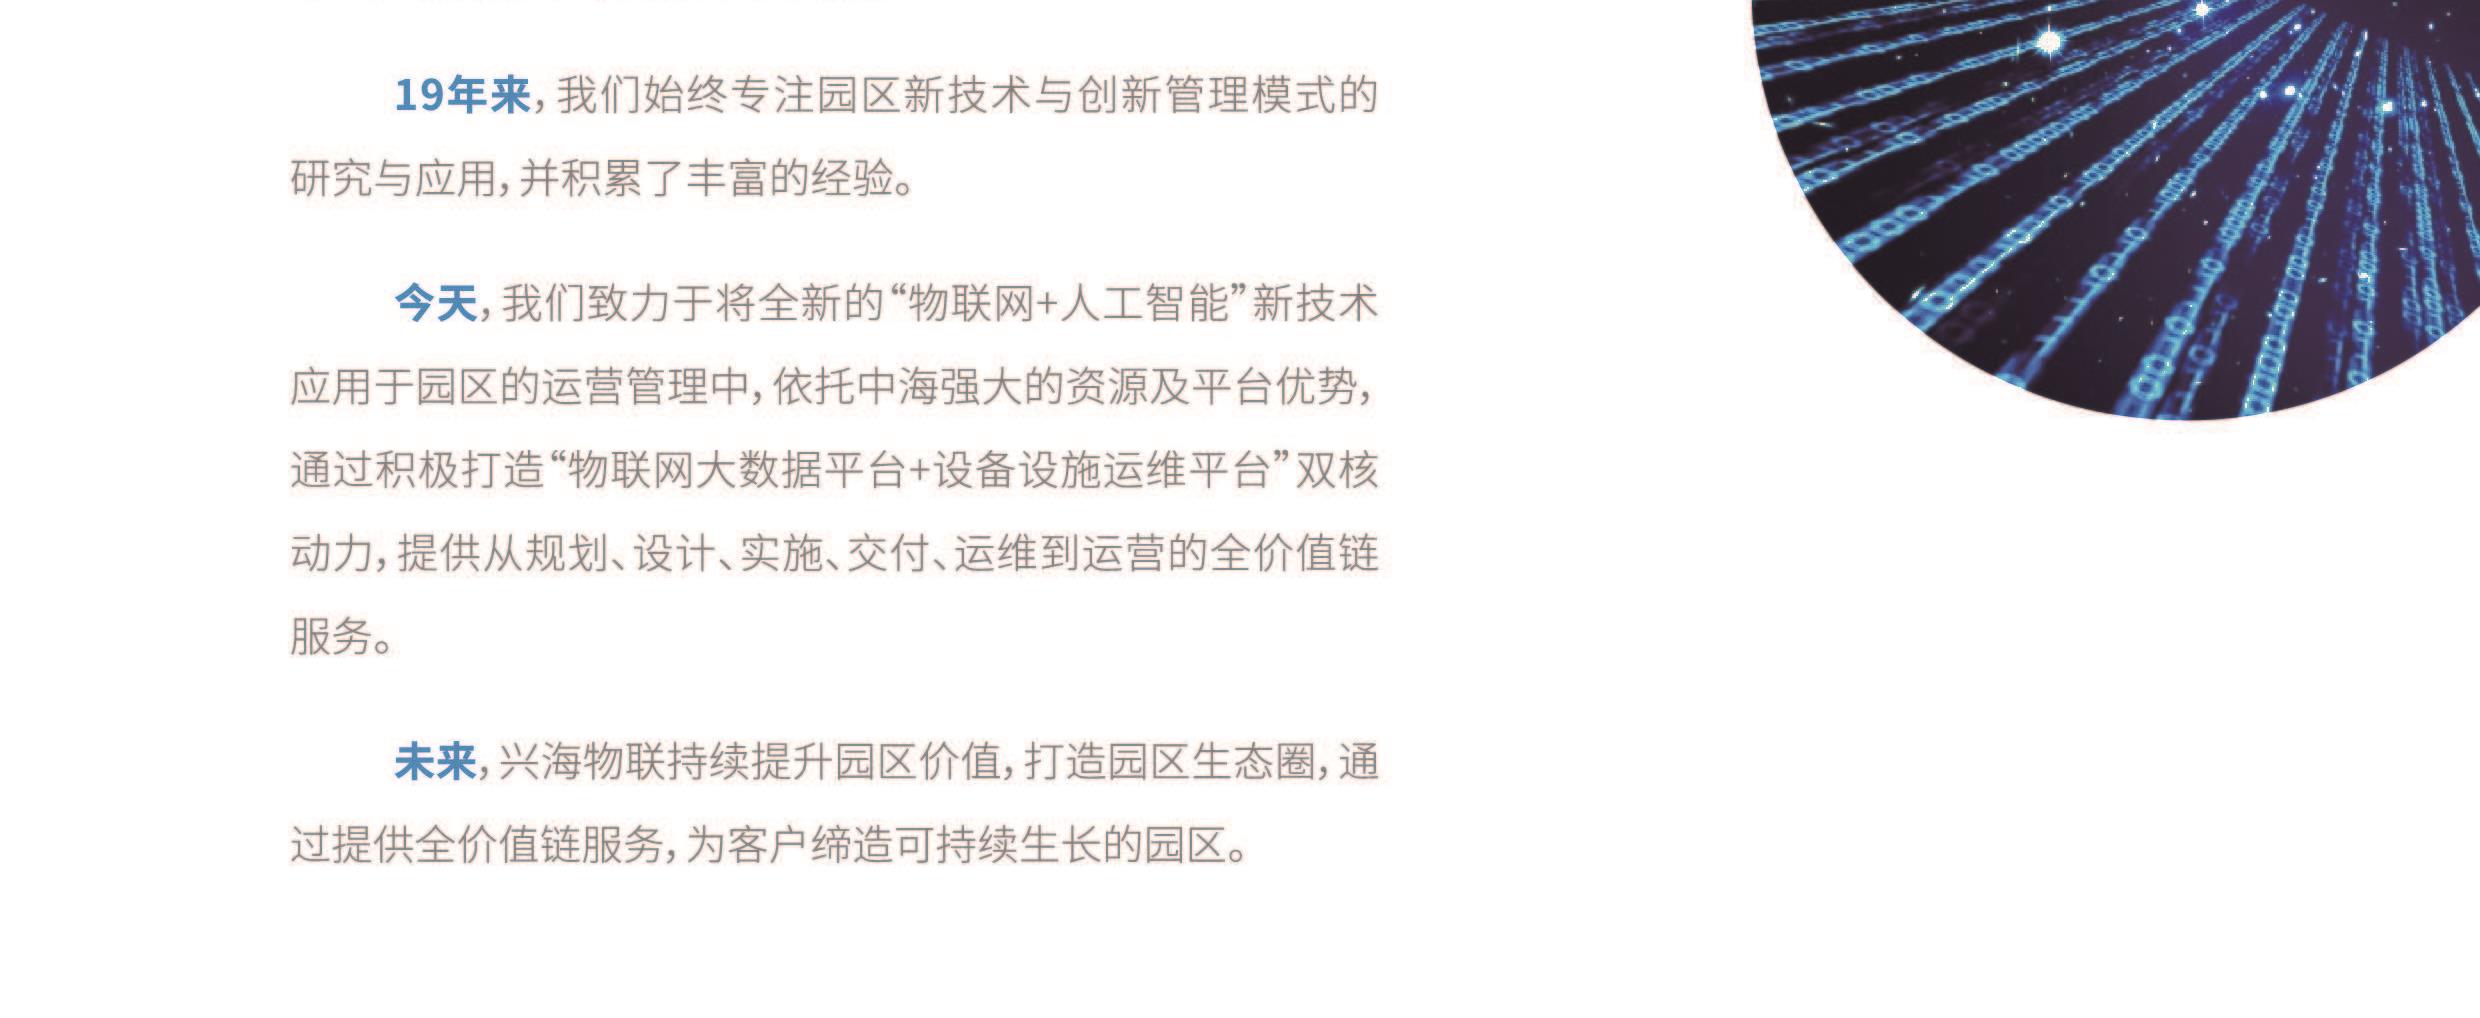 19年来，我们始终专注园区新技术与创新管理模式的
研究与应用，并积累了丰富的经验。
今天，我们致力于将全新的“物联网+人工智能”新技术
应用于园区的运营管理中，依托中海强大的资源及平台优势，
通过积极打造“物联网大数据平台+设备设施运维平台”双核
动力，提供从规划、设计、实施、交付、运维到运营的全价值链
服务。
未来，兴海物联持续提升园区价值，打造园区生态圈，通
过提供全价值链服务，为客户缔造可持续生长的园区。